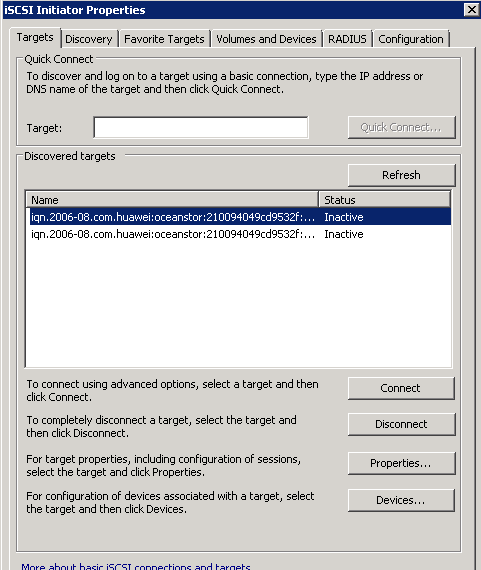 iSCSI Initiator Properties
Targets Discovery Favorite Targets Volumes and Devices RADIUS Configuration
Quick Connect
To discover and log on to a target using a basic connection, type the IP address or
DNS name of the target and then click Quick Connect.
Target: Quick Connect...
Discovered targets
Refresh
Name Status
iqn.2006-08.com.huawei:oceanstor:210094049cd9532f:... Inactive
iqn.2006-08.com.huawei:oceanstor:210094049cd9532f:... Inactive
To connect using advanced options, select a target and then
click Connect.
Connect
To completely disconnect a target, select the target and
then click Disconnect.
Disconnect
For target properties, including configuration of sessions,
select the target and click Properties.
Properties...
For configuration of devices associated with a target, select
the target and then click Devices.
Devices...
More about basic iSCSI connections and targets